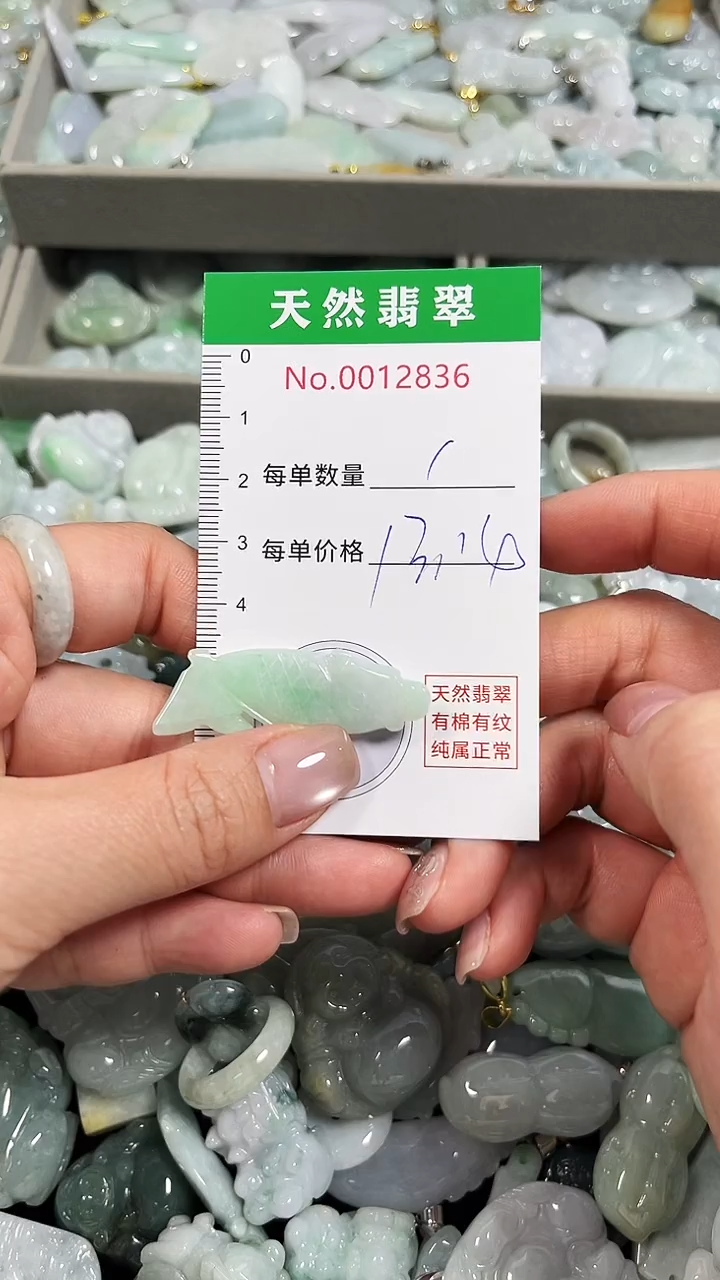 天然翡翠
No.0012836
0
1
每单数量 1
2
每单价格
3
4
天然翡翠
有棉有纹
纯属正常